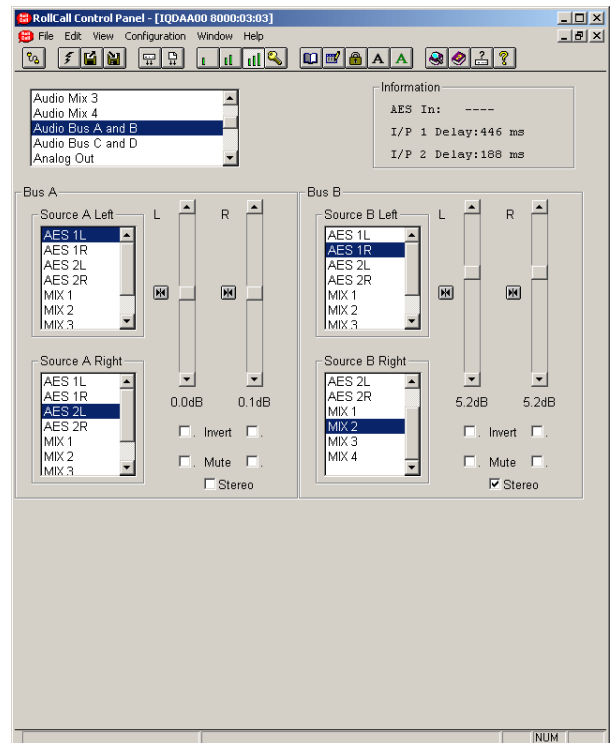 RollCall Control Panel - [IQDAA00 8000:03:03]
File Edit View Configuration Window Help
Audio Mix 3
Audio Mix 4
Audio Bus A and B
Audio Bus C and D
Analog Out
Information
AES In: ----
I/P 1 Delay:446 ms
I/P 2 Delay:188 ms
Bus A
Source A Left
L
R
AES 1L
AES 1R
AES 2L
AES 2R
MIX 1
MIX 2
MIX 3
Source A Right
AES 1L
AES 1R
AES 2L
AES 2R
MIX 1
MIX 2
MIX 3
0.0dB 0.1dB
. Invert .
. Mute .
Stereo
Bus B
Source B Left
L
R
AES 1L
AES 1R
AES 2L
AES 2R
MIX 1
MIX 2
MIX 3
Source B Right
AES 2L
AES 2R
MIX 1
MIX 2
MIX 3
MIX 4
5.2dB 5.2dB
. Invert .
. Mute .
Stereo
NUM